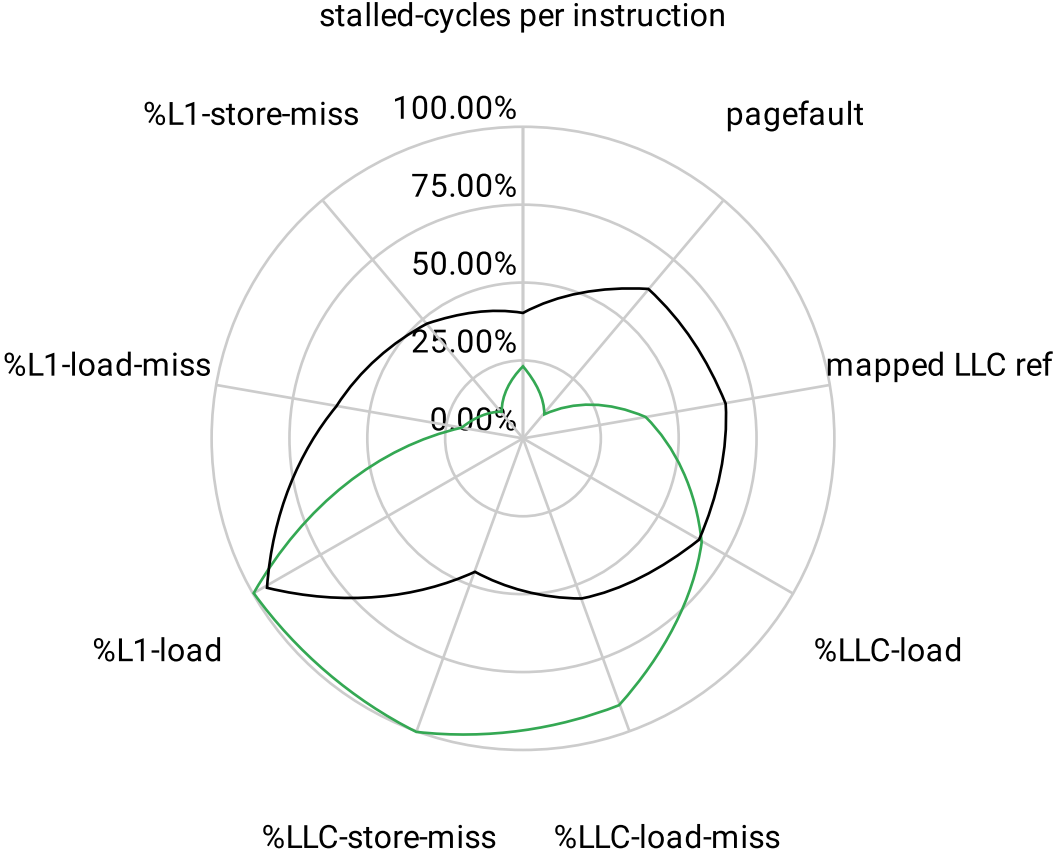 stalled-cycles per instruction
%L1-store-miss
100.00%
pagefault
75.00%
50.00%
25.00%
%L1-load-miss
mapped LLC ref
0.00%
%L1-load
%LLC-load
%LLC-store-miss
%LLC-load-miss